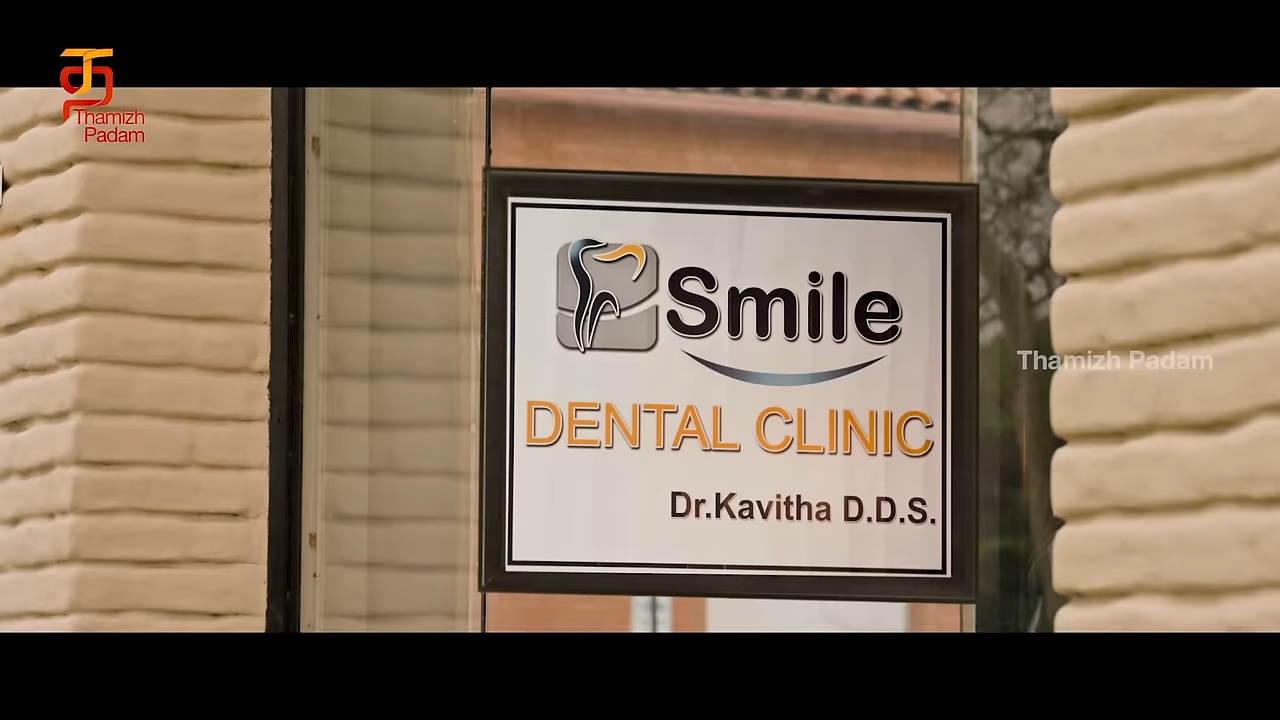 Thamizh
Padam
Smile
DENTAL CLINIC
Dr.Kavitha D.D.S.
Thamizh Padam